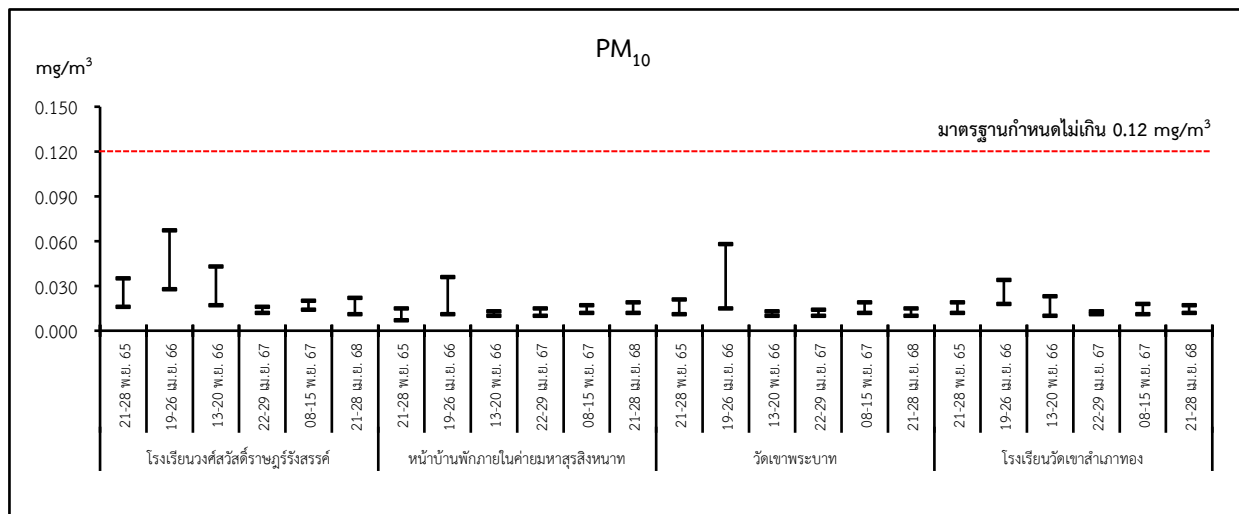 PM10
mg/m3
มาตรฐานกำหนดไม่เกิน 0.12 mg/m3
0.150
0.120
0.090
0.060
0.030
0.000
21-28 พ.ย. 65
19-26 เม.ย. 66
13-20 พ.ย. 66
22-29 เม.ย. 67
08-15 พ.ย. 67
21-28 เม.ย. 68
21-28 พ.ย. 65
19-26 เม.ย. 66
13-20 พ.ย. 66
22-29 เม.ย. 67
08-15 พ.ย. 67
21-28 เม.ย. 68
21-28 พ.ย. 65
19-26 เม.ย. 66
13-20 พ.ย. 66
22-29 เม.ย. 67
08-15 พ.ย. 67
21-28 เม.ย. 68
21-28 พ.ย. 65
19-26 เม.ย. 66
13-20 พ.ย. 66
22-29 เม.ย. 67
08-15 พ.ย. 67
21-28 เม.ย. 68
โรงเรียนวงศ์สวัสดิ์ราษฎร์รังสรรค์
หน้าบ้านพักภายในค่ายมหาสุรสิงหนาท
วัดเขาพระบาท
โรงเรียนวัดเขาสำเภาทอง